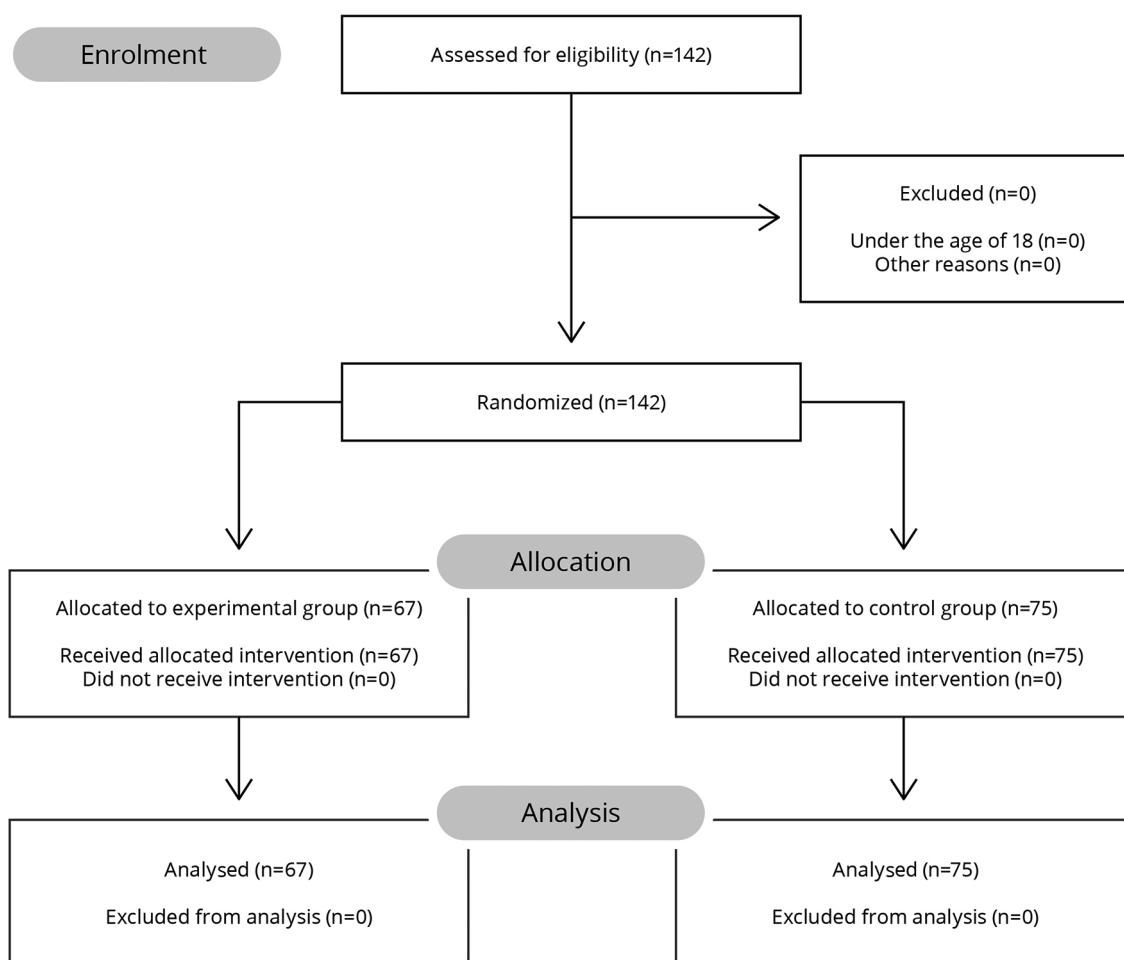 Enrolment
Assessed for eligibility (n=142)
Excluded (n=0)
Under the age of 18 (n=0)
Other reasons (n=0)
Randomized (n=142)
Allocation
Allocated to experimental group (n=67)
Received allocated intervention (n=67)
Did not receive intervention (n=0)
Allocated to control group (n=75)
Received allocated intervention (n=75)
Did not receive intervention (n=0)
Analysis
Analysed (n=67)
Excluded from analysis (n=0)
Analysed (n=75)
Excluded from analysis (n=0)